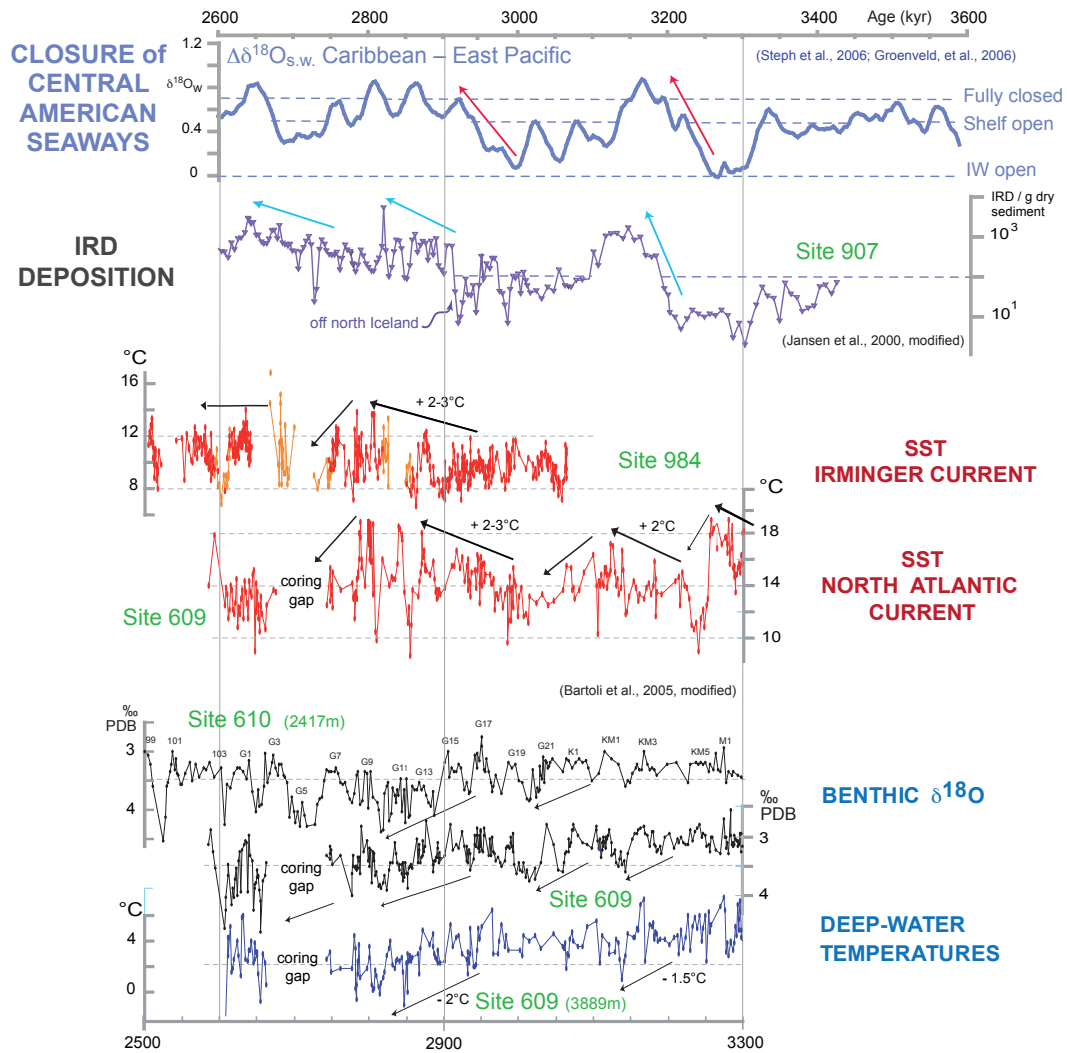 2600 2800 3000 3200 3400 Age (kyr) 3600
CLOSURE of
CENTRAL
AMERICAN
SEAWAYS
1.2
δ¹⁸OW
0.4
0
Δδ¹⁸Os.w. Caribbean – East Pacific
(Steph et al., 2006; Groenveld, et al., 2006)
Fully closed
Shelf open
IW open
IRD
DEPOSITION
IRD / g dry
sediment
10³
10¹
Site 907
off north Iceland
(Jansen et al., 2000, modified)
°C
16
12
8
+ 2-3°C
Site 984
SST
IRMINGER CURRENT
°C
18
14
10
+ 2-3°C
+ 2°C
coring
gap
Site 609
SST
NORTH ATLANTIC
CURRENT
(Bartoli et al., 2005, modified)
‰
PDB
3
4
Site 610 (2417m)
99 101 103 G1 G3 G5 G7 G9 G11 G13 G15 G17 G19 G21 K1 KM1 KM3 KM5 M1
BENTHIC δ¹⁸O
‰
PDB
3
4
coring
gap
Site 609
°C
4
0
coring
gap
- 2°C
- 1.5°C
Site 609 (3889m)
DEEP-WATER
TEMPERATURES
2500 2900 3300